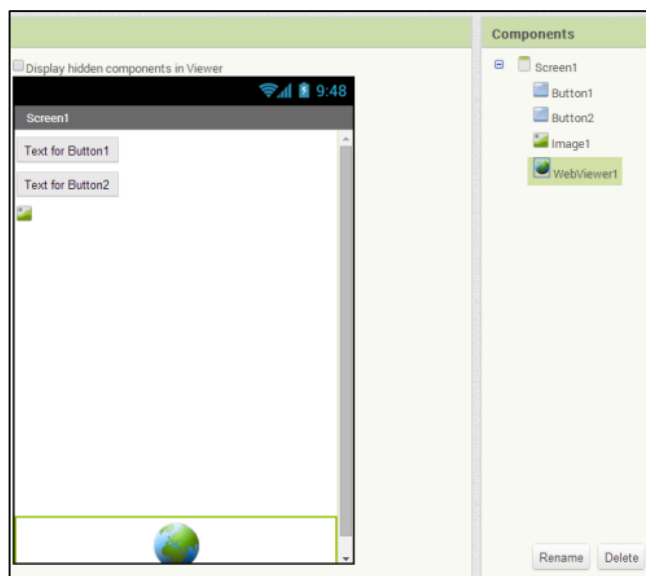 Components
Display hidden components in Viewer
9:48
Screen1
Text for Button1
Text for Button2
Screen1
Button1
Button2
Image1
WebViewer1
Rename Delete